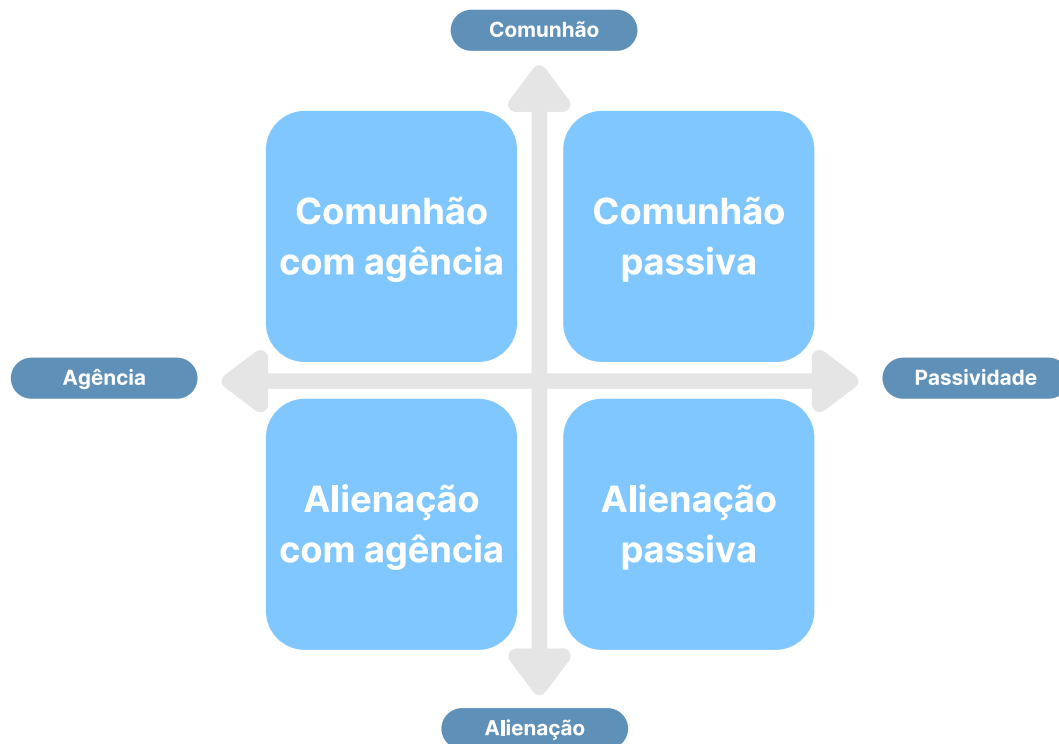 Comunhão
Comunhão
com agência
Comunhão
passiva
Agência
Passividade
Alienação
com agência
Alienação
passiva
Alienação